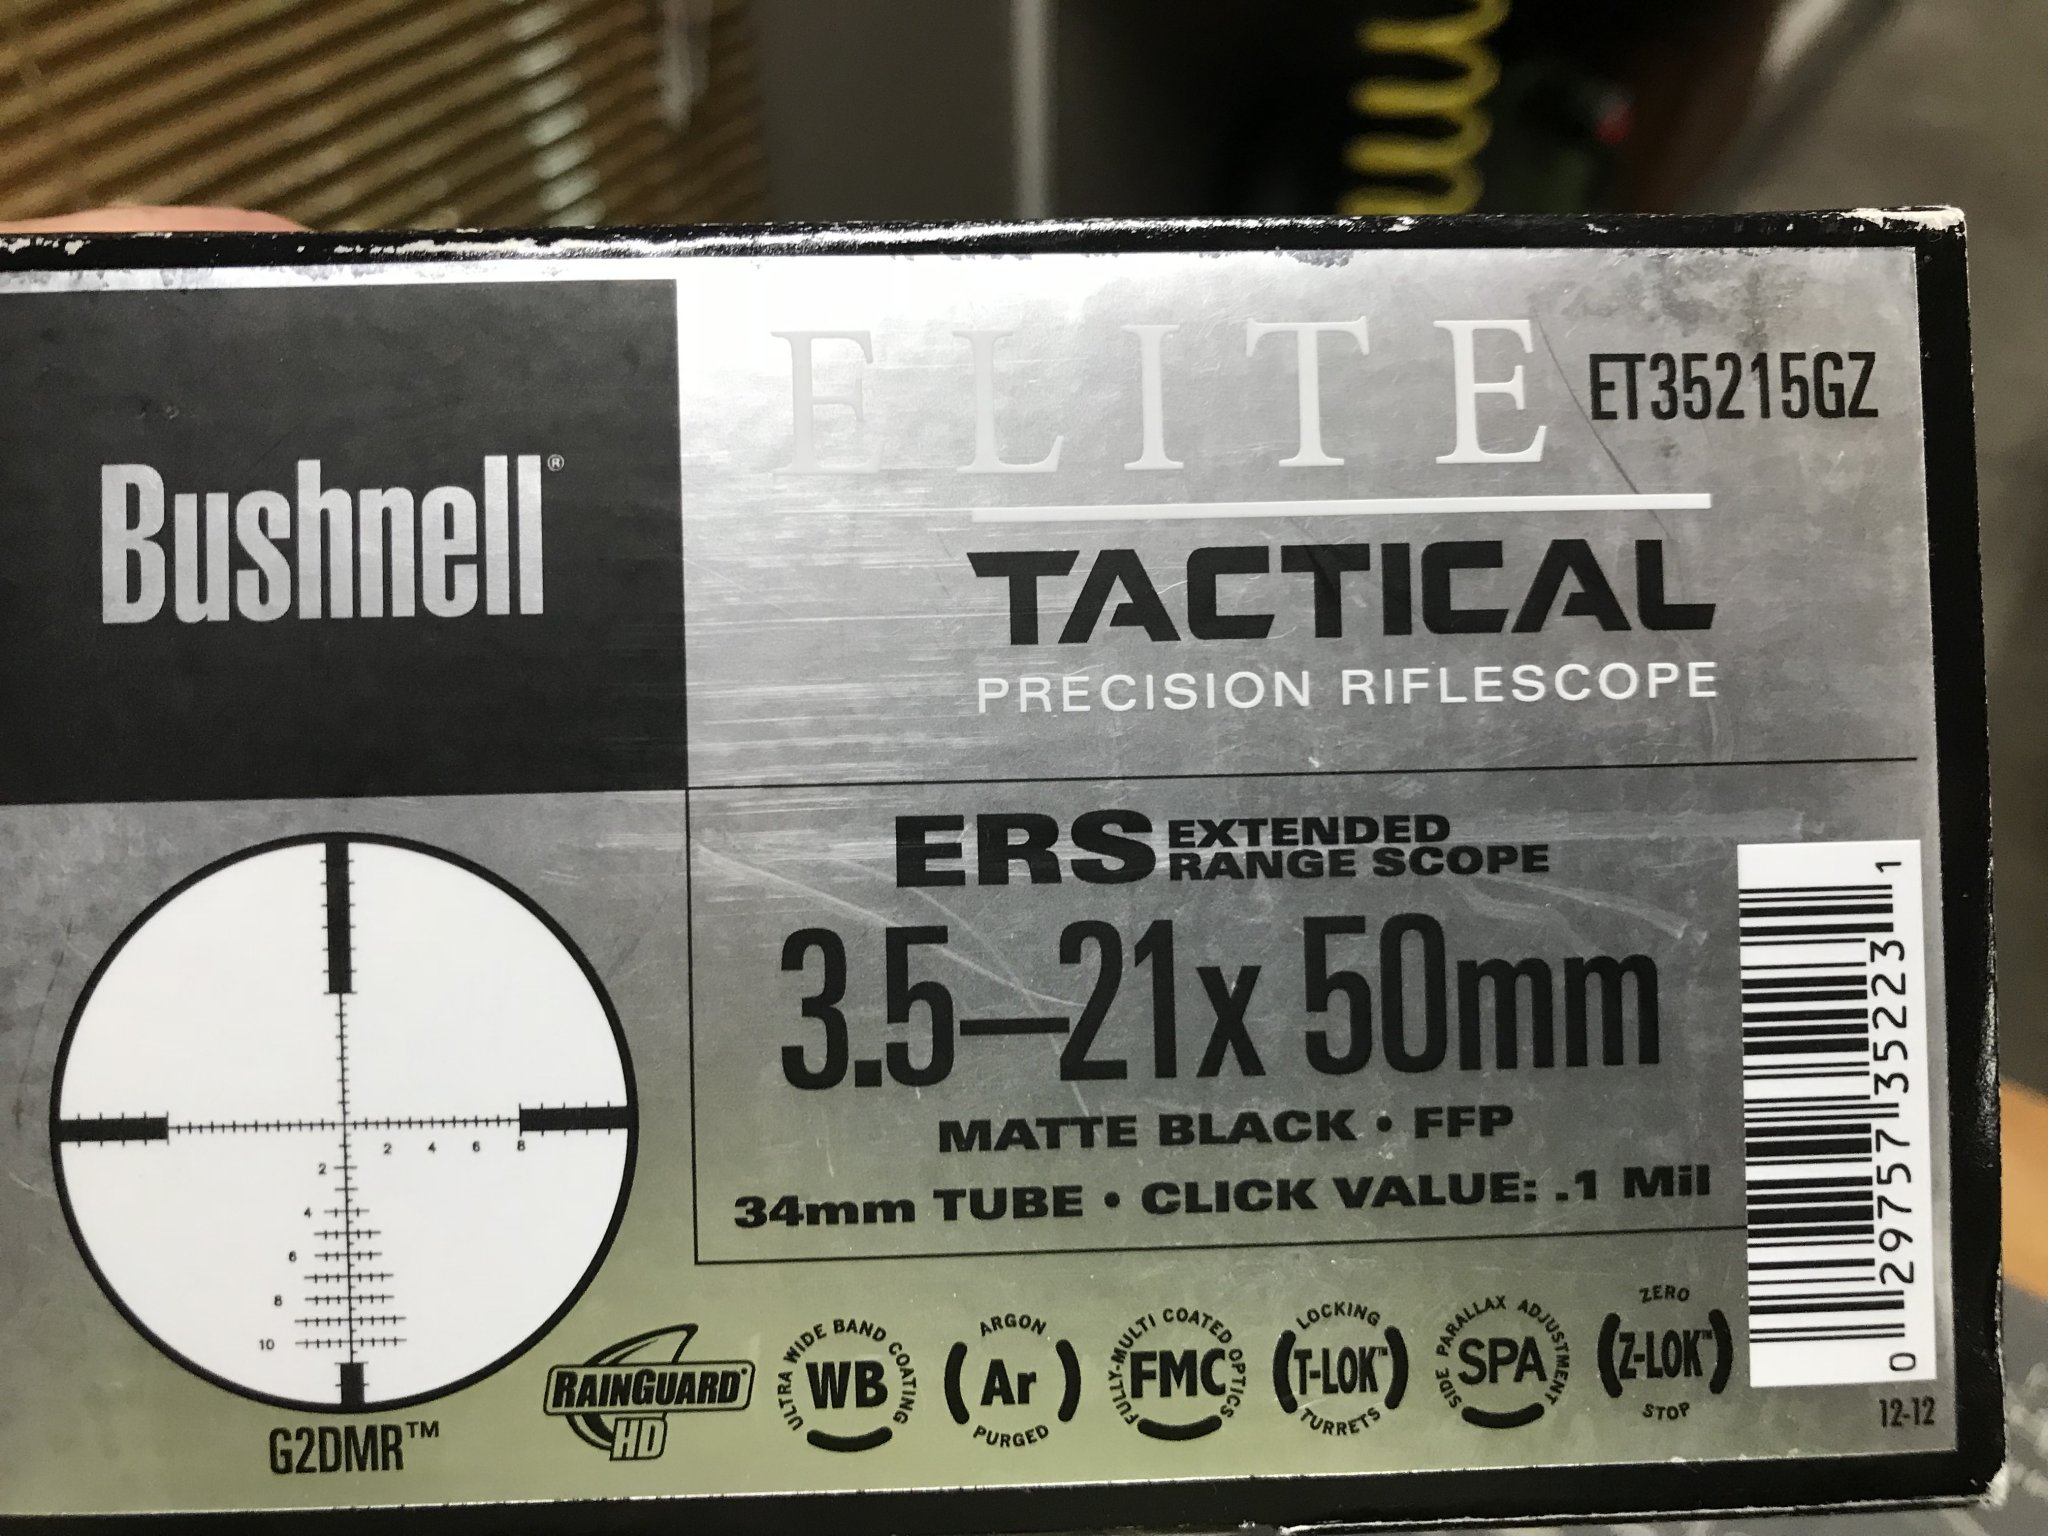 Bushnell®
ELITE
ET35215GZ
TACTICAL
PRECISION RIFLESCOPE
ERS EXTENDED
RANGE SCOPE
3.5—21x 50mm
MATTE BLACK • FFP
34mm TUBE • CLICK VALUE: .1 Mil
2 4 6 8
2
4
6
8
10
G2DMR™
RAINGUARD®
HD
ULTRA WIDE BAND COATING
WB
ARGON
Ar
PURGED
FULLY-MULTI COATED OPTICS
FMC
LOCKING
T-LOK™
TURRETS
SIDE PARALLAX ADJUSTMENT
SPA
ZERO
Z-LOK™
STOP
0 29757 35223 1
12-12